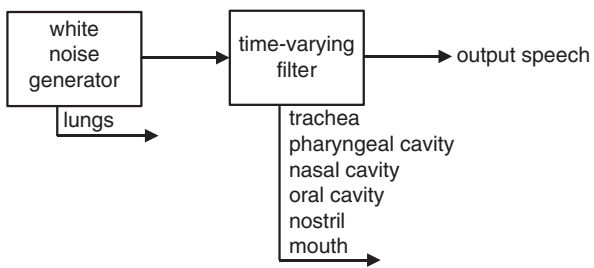 white
noise
generator
time-varying
filter
output speech
lungs
trachea
pharyngeal cavity
nasal cavity
oral cavity
nostril
mouth